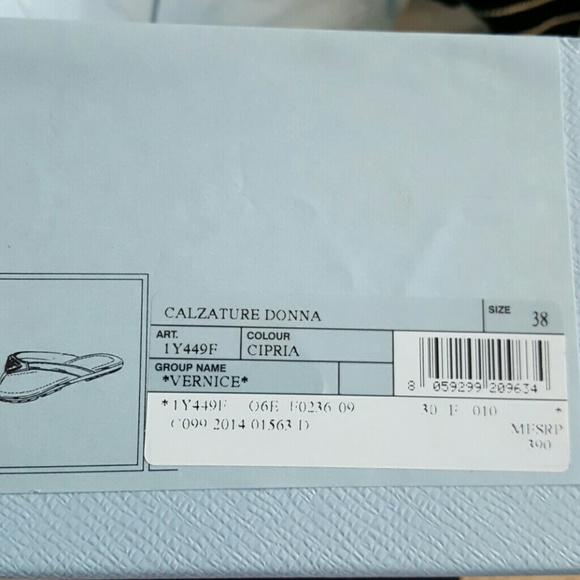 CALZATURE DONNA
SIZE 38
ART. COLOUR
1Y449F CIPRIA
GROUP NAME
*VERNICE*
8 059299 209634
*1Y449F O6E F0236 09 30 F 010 *
C099 2014 01563 D
MFSRP
390